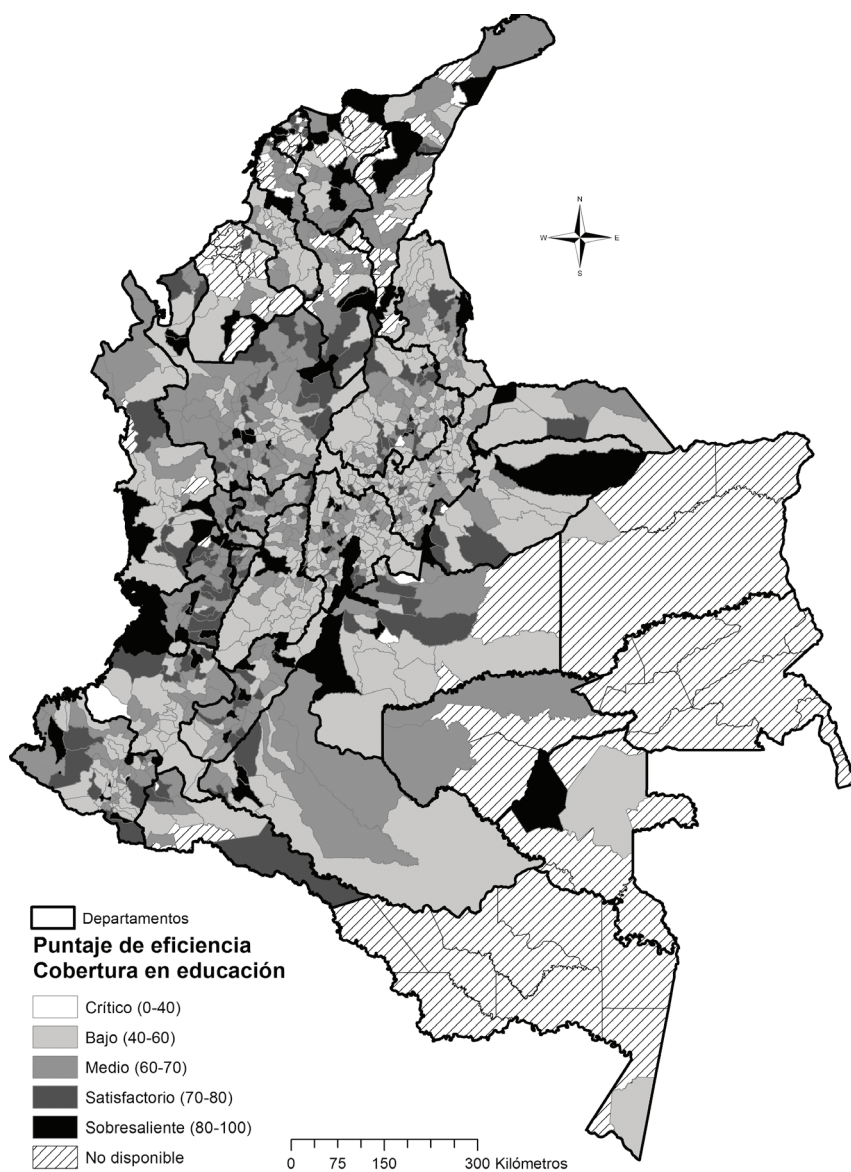 N
W E
S
Departamentos
Puntaje de eficiencia
Cobertura en educación
Crítico (0-40)
Bajo (40-60)
Medio (60-70)
Satisfactorio (70-80)
Sobresaliente (80-100)
No disponible
0 75 150 300 Kilómetros